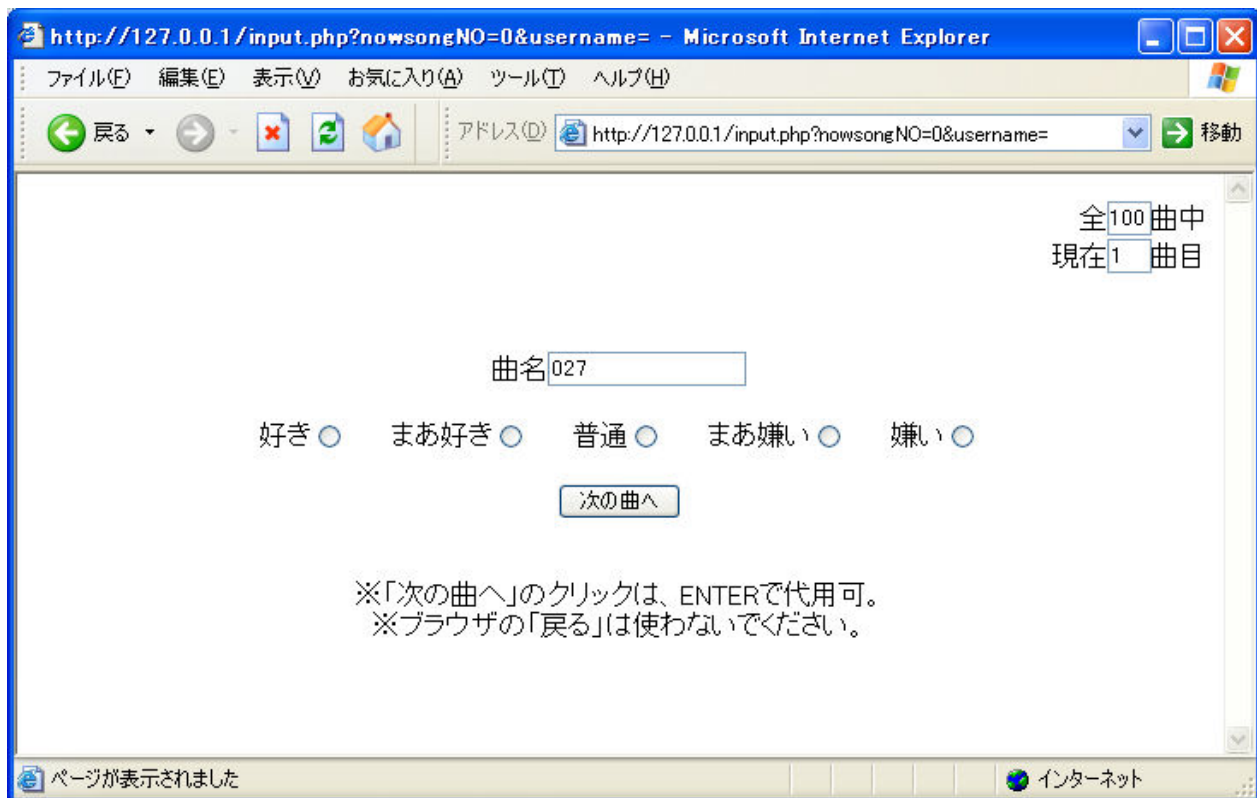 http://127.0.0.1/input.php?nowsongNO=0&username= - Microsoft Internet Explorer
ファイル(F) 編集(E) 表示(V) お気に入り(A) ツール(T) ヘルプ(H)
戻る アドレス(D) http://127.0.0.1/input.php?nowsongNO=0&username= 移動
全100曲中
現在1曲目
曲名027
好き まあ好き 普通 まあ嫌い 嫌い
次の曲へ
※「次の曲へ」のクリックは、ENTERで代用可。
※ブラウザの「戻る」は使わないでください。
ページが表示されました インターネット